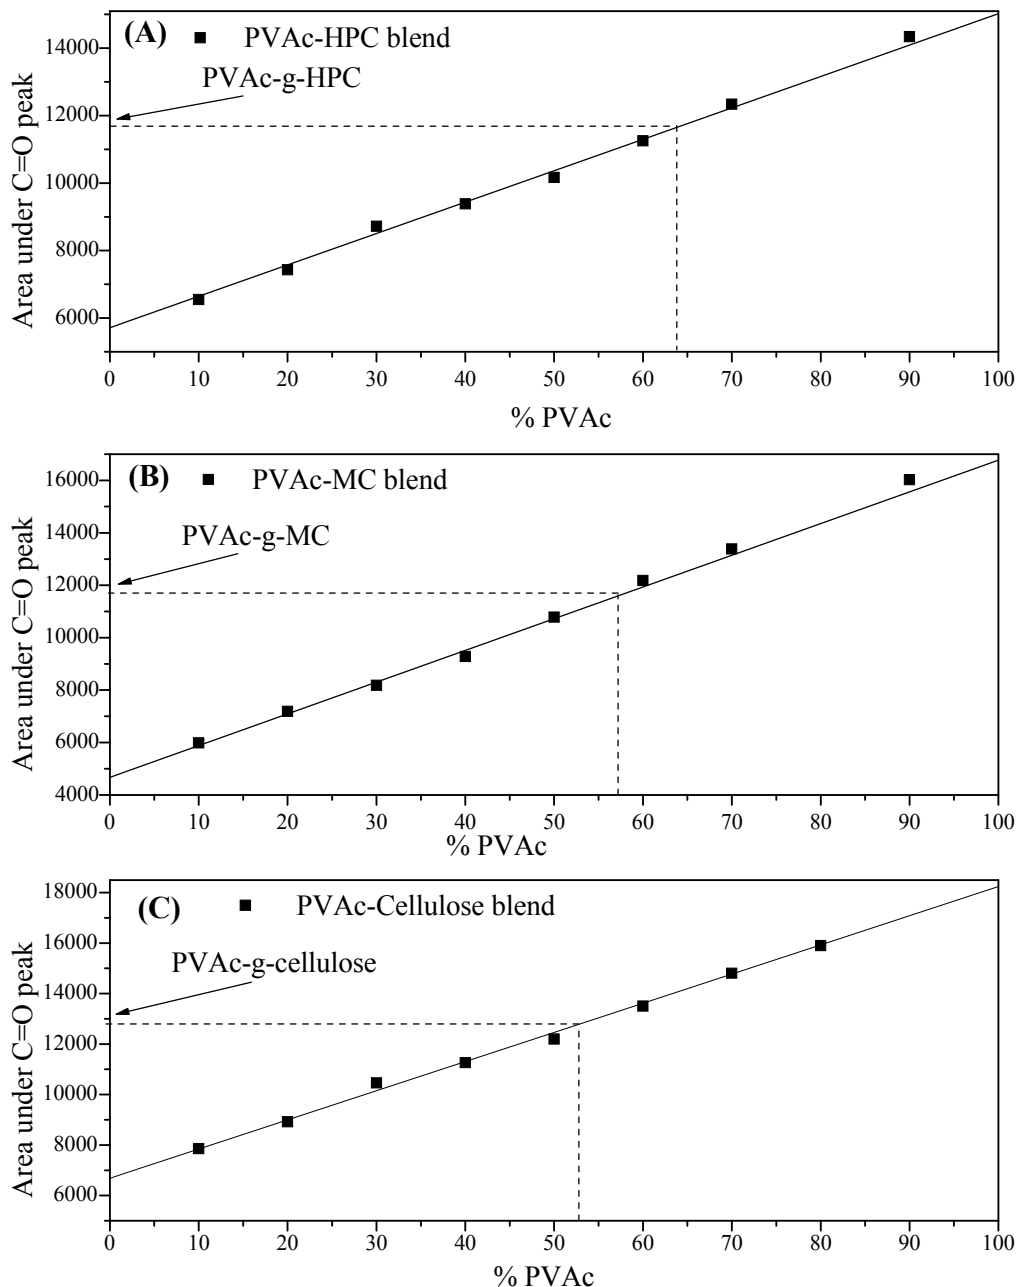 (A)
PVAc-HPC blend
PVAc-g-HPC
Area under C=O peak
14000
12000
10000
8000
6000
0 10 20 30 40 50 60 70 80 90 100
% PVAc
(B)
PVAc-MC blend
PVAc-g-MC
Area under C=O peak
16000
14000
12000
10000
8000
6000
4000
0 10 20 30 40 50 60 70 80 90 100
% PVAc
(C)
PVAc-Cellulose blend
PVAc-g-cellulose
Area under C=O peak
18000
16000
14000
12000
10000
8000
6000
0 10 20 30 40 50 60 70 80 90 100
% PVAc